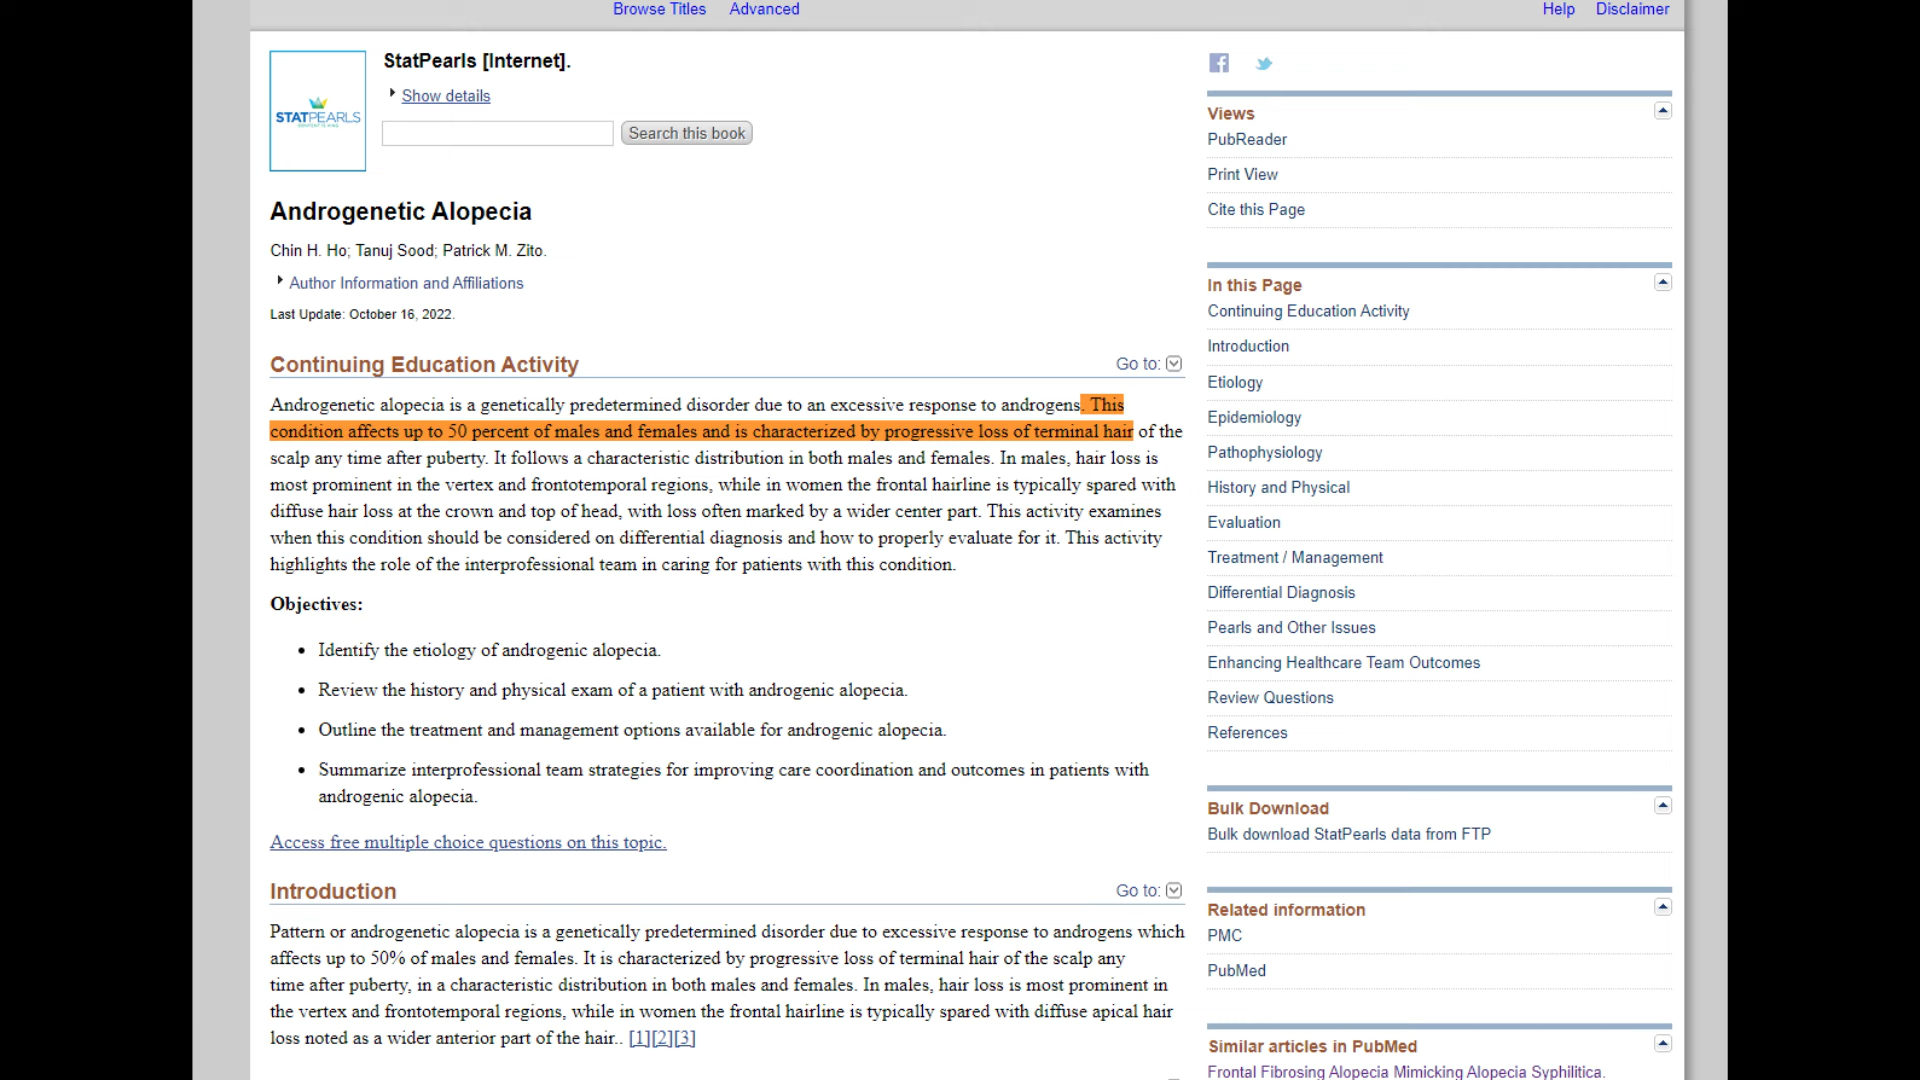 Browse Titles Advanced Help Disclaimer
STATPEARLS
StatPearls [Internet].
Show details
Search this book
Androgenetic Alopecia
Chin H. Ho; Tanuj Sood; Patrick M. Zito.
Author Information and Affiliations
Last Update: October 16, 2022.
Continuing Education Activity Go to:
Androgenetic alopecia is a genetically predetermined disorder due to an excessive response to androgens. This
condition affects up to 50 percent of males and females and is characterized by progressive loss of terminal hair of the
scalp any time after puberty. It follows a characteristic distribution in both males and females. In males, hair loss is
most prominent in the vertex and frontotemporal regions, while in women the frontal hairline is typically spared with
diffuse hair loss at the crown and top of head, with loss often marked by a wider center part. This activity examines
when this condition should be considered on differential diagnosis and how to properly evaluate for it. This activity
highlights the role of the interprofessional team in caring for patients with this condition.
Objectives:
• Identify the etiology of androgenic alopecia.
• Review the history and physical exam of a patient with androgenic alopecia.
• Outline the treatment and management options available for androgenic alopecia.
• Summarize interprofessional team strategies for improving care coordination and outcomes in patients with
androgenic alopecia.
Access free multiple choice questions on this topic.
Introduction Go to:
Pattern or androgenetic alopecia is a genetically predetermined disorder due to excessive response to androgens which
affects up to 50% of males and females. It is characterized by progressive loss of terminal hair of the scalp any
time after puberty, in a characteristic distribution in both males and females. In males, hair loss is most prominent in
the vertex and frontotemporal regions, while in women the frontal hairline is typically spared with diffuse apical hair
loss noted as a wider anterior part of the hair.. [1][2][3]
Views
PubReader
Print View
Cite this Page
In this Page
Continuing Education Activity
Introduction
Etiology
Epidemiology
Pathophysiology
History and Physical
Evaluation
Treatment / Management
Differential Diagnosis
Pearls and Other Issues
Enhancing Healthcare Team Outcomes
Review Questions
References
Bulk Download
Bulk download StatPearls data from FTP
Related information
PMC
PubMed
Similar articles in PubMed
Frontal Fibrosing Alopecia Mimicking Alopecia Syphilitica.